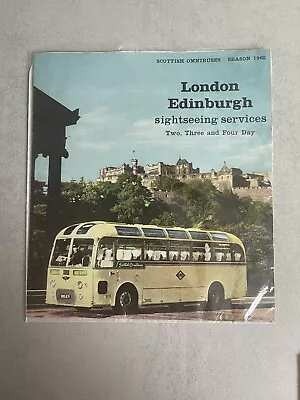 SCOTTISH OMNIBUSES · SEASON 1962
London
Edinburgh
sightseeing services
Two, Three and Four Day